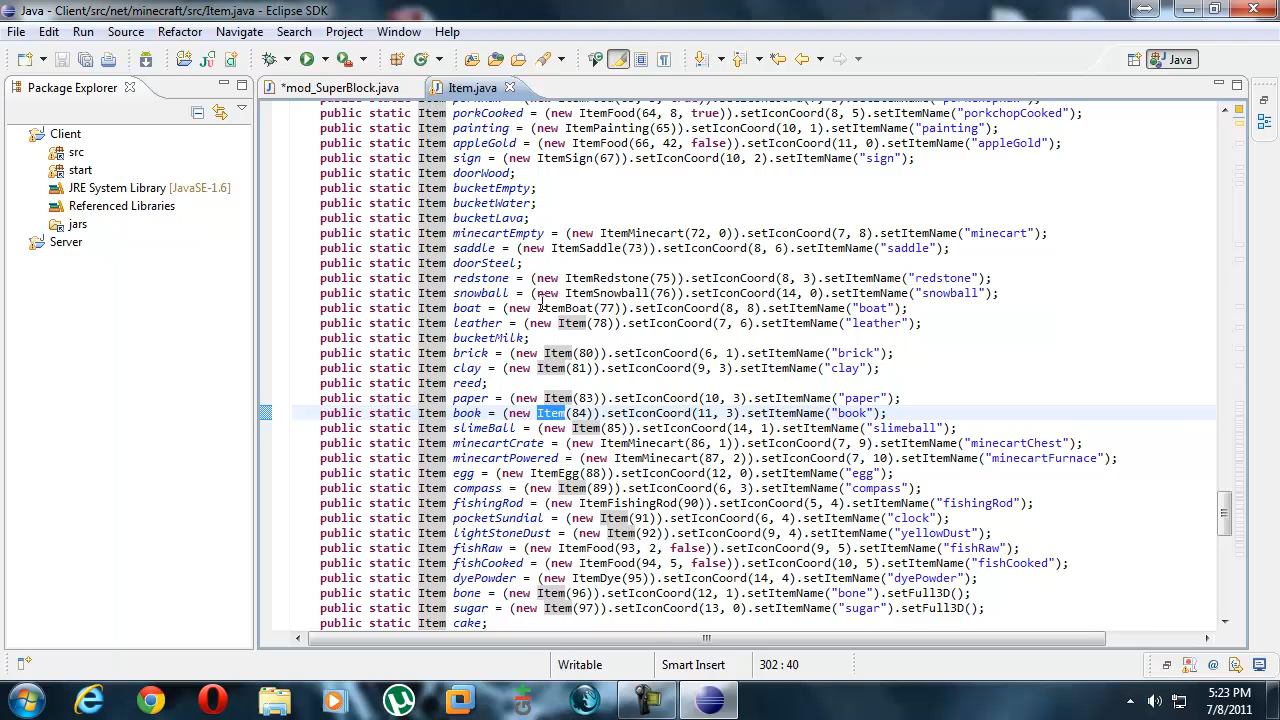 Java - Client/src/net/minecraft/src/Item.java - Eclipse SDK
File Edit Run Source Refactor Navigate Search Project Window Help
Java
Package Explorer
*mod_SuperBlock.java
Item.java
Client
src
start
JRE System Library [JavaSE-1.6]
Referenced Libraries
jars
Server
public static Item porkCooked = (new ItemFood(64, 8, true)).setIconCoord(8, 5).setItemName("porkchopCooked");
public static Item painting = (new ItemPainting(65)).setIconCoord(10, 1).setItemName("painting");
public static Item appleGold = (new ItemFood(66, 42, false)).setIconCoord(11, 0).setItemName("appleGold");
public static Item sign = (new ItemSign(67)).setIconCoord(10, 2).setItemName("sign");
public static Item doorWood;
public static Item bucketEmpty;
public static Item bucketWater;
public static Item bucketLava;
public static Item minecartEmpty = (new ItemMinecart(72, 0)).setIconCoord(7, 8).setItemName("minecart");
public static Item saddle = (new ItemSaddle(73)).setIconCoord(8, 6).setItemName("saddle");
public static Item doorSteel;
public static Item redstone = (new ItemRedstone(75)).setIconCoord(8, 3).setItemName("redstone");
public static Item snowball = (new ItemSnowball(76)).setIconCoord(14, 0).setItemName("snowball");
public static Item boat = (new ItemBoat(77)).setIconCoord(8, 8).setItemName("boat");
public static Item leather = (new Item(78)).setIconCoord(7, 6).setItemName("leather");
public static Item bucketMilk;
public static Item brick = (new Item(80)).setIconCoord(6, 1).setItemName("brick");
public static Item clay = (new Item(81)).setIconCoord(9, 3).setItemName("clay");
public static Item reed;
public static Item paper = (new Item(83)).setIconCoord(10, 3).setItemName("paper");
public static Item book = (new Item(84)).setIconCoord(11, 3).setItemName("book");
public static Item slimeBall = (new Item(85)).setIconCoord(14, 1).setItemName("slimeball");
public static Item minecartCrate = (new ItemMinecart(86, 1)).setIconCoord(7, 9).setItemName("minecartChest");
public static Item minecartPowered = (new ItemMinecart(87, 2)).setIconCoord(7, 10).setItemName("minecartFurnace");
public static Item egg = (new ItemEgg(88)).setIconCoord(12, 0).setItemName("egg");
public static Item compass = (new Item(89)).setIconCoord(6, 3).setItemName("compass");
public static Item fishingRod = (new ItemFishingRod(90)).setIconCoord(5, 4).setItemName("fishingRod");
public static Item pocketSundial = (new Item(91)).setIconCoord(6, 4).setItemName("clock");
public static Item lightStoneDust = (new Item(92)).setIconCoord(9, 4).setItemName("yellowDust");
public static Item fishRaw = (new ItemFood(93, 2, false)).setIconCoord(9, 5).setItemName("fishRaw");
public static Item fishCooked = (new ItemFood(94, 5, false)).setIconCoord(10, 5).setItemName("fishCooked");
public static Item dyePowder = (new ItemDye(95)).setIconCoord(14, 4).setItemName("dyePowder");
public static Item bone = (new Item(96)).setIconCoord(12, 1).setItemName("bone").setFull3D();
public static Item sugar = (new Item(97)).setIconCoord(13, 0).setItemName("sugar").setFull3D();
public static Item cake;
Writable
Smart Insert
302 : 40
5:23 PM
7/8/2011